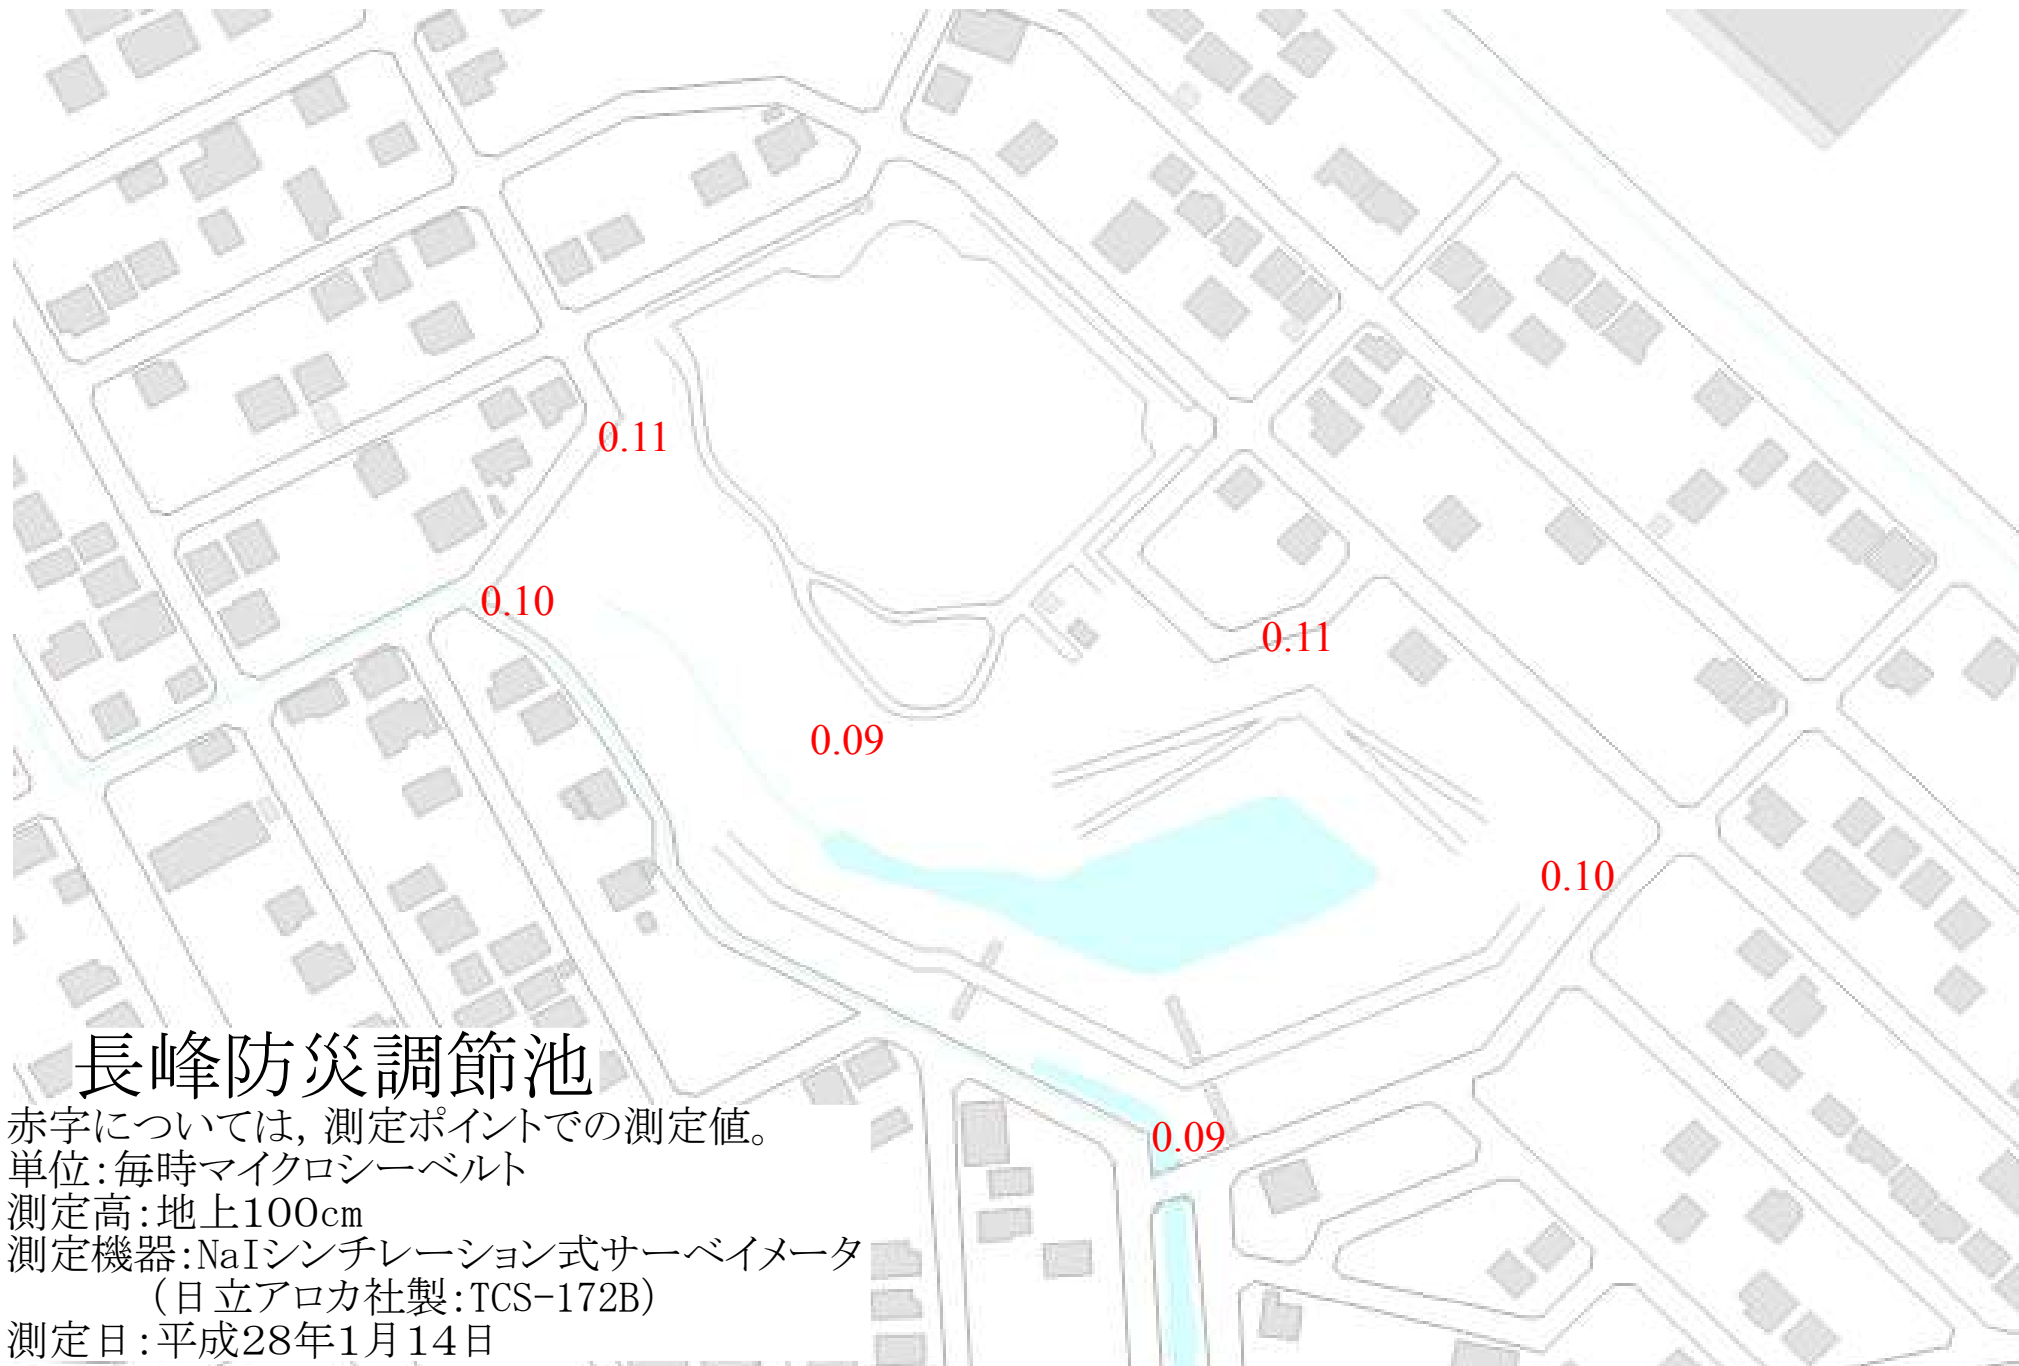 0.11
0.10
0.11
0.09
0.10
0.09
長峰防災調節池
赤字については，測定ポイントでの測定値。
単位：毎時マイクロシーベルト
測定高：地上１００cm
測定機器：NaIシンチレーション式サーベイメータ
（日立アロカ社製：TCS-172B）
測定日：平成２８年１月１４日